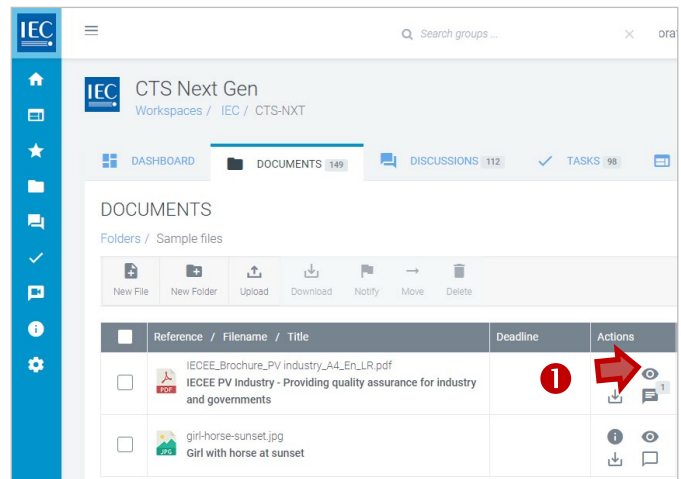 IEC
Search groups ...
IEC
CTS Next Gen
Workspaces / IEC / CTS-NXT
DASHBOARD
DOCUMENTS 149
DISCUSSIONS 112
TASKS 98
DOCUMENTS
Folders / Sample files
New File
New Folder
Upload
Download
Notify
Move
Delete
Reference / Filename / Title
Deadline
Actions
IECEE_Brochure_PV industry_A4_En_LR.pdf
PDF
IECEE PV Industry - Providing quality assurance for industry
and governments
1
1
girl-horse-sunset.jpg
JPG
Girl with horse at sunset